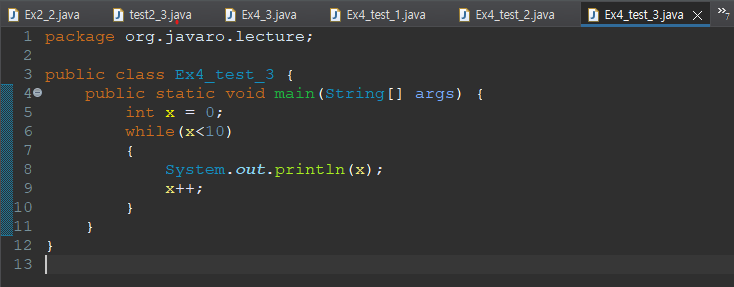 Ex2_2.java test2_3.java Ex4_3.java Ex4_test_1.java Ex4_test_2.java Ex4_test_3.java »7
1 package org.javaro.lecture;
2
3 public class Ex4_test_3 {
4     public static void main(String[] args) {
5         int x = 0;
6         while(x<10)
7         {
8             System.out.println(x);
9             x++;
10         }
11     }
12 }
13